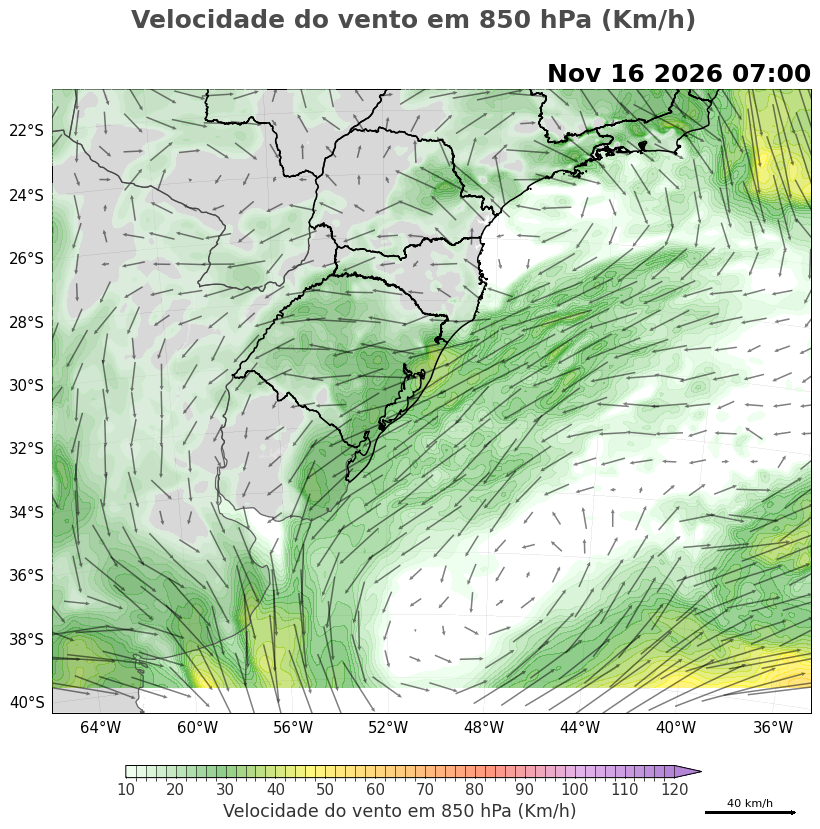 Velocidade do vento em 850 hPa (Km/h)
Nov 16 2026 07:00
22°S
24°S
26°S
28°S
30°S
32°S
34°S
36°S
38°S
40°S
64°W 60°W 56°W 52°W 48°W 44°W 40°W 36°W
10 20 30 40 50 60 70 80 90 100 110 120
Velocidade do vento em 850 hPa (Km/h)
40 km/h